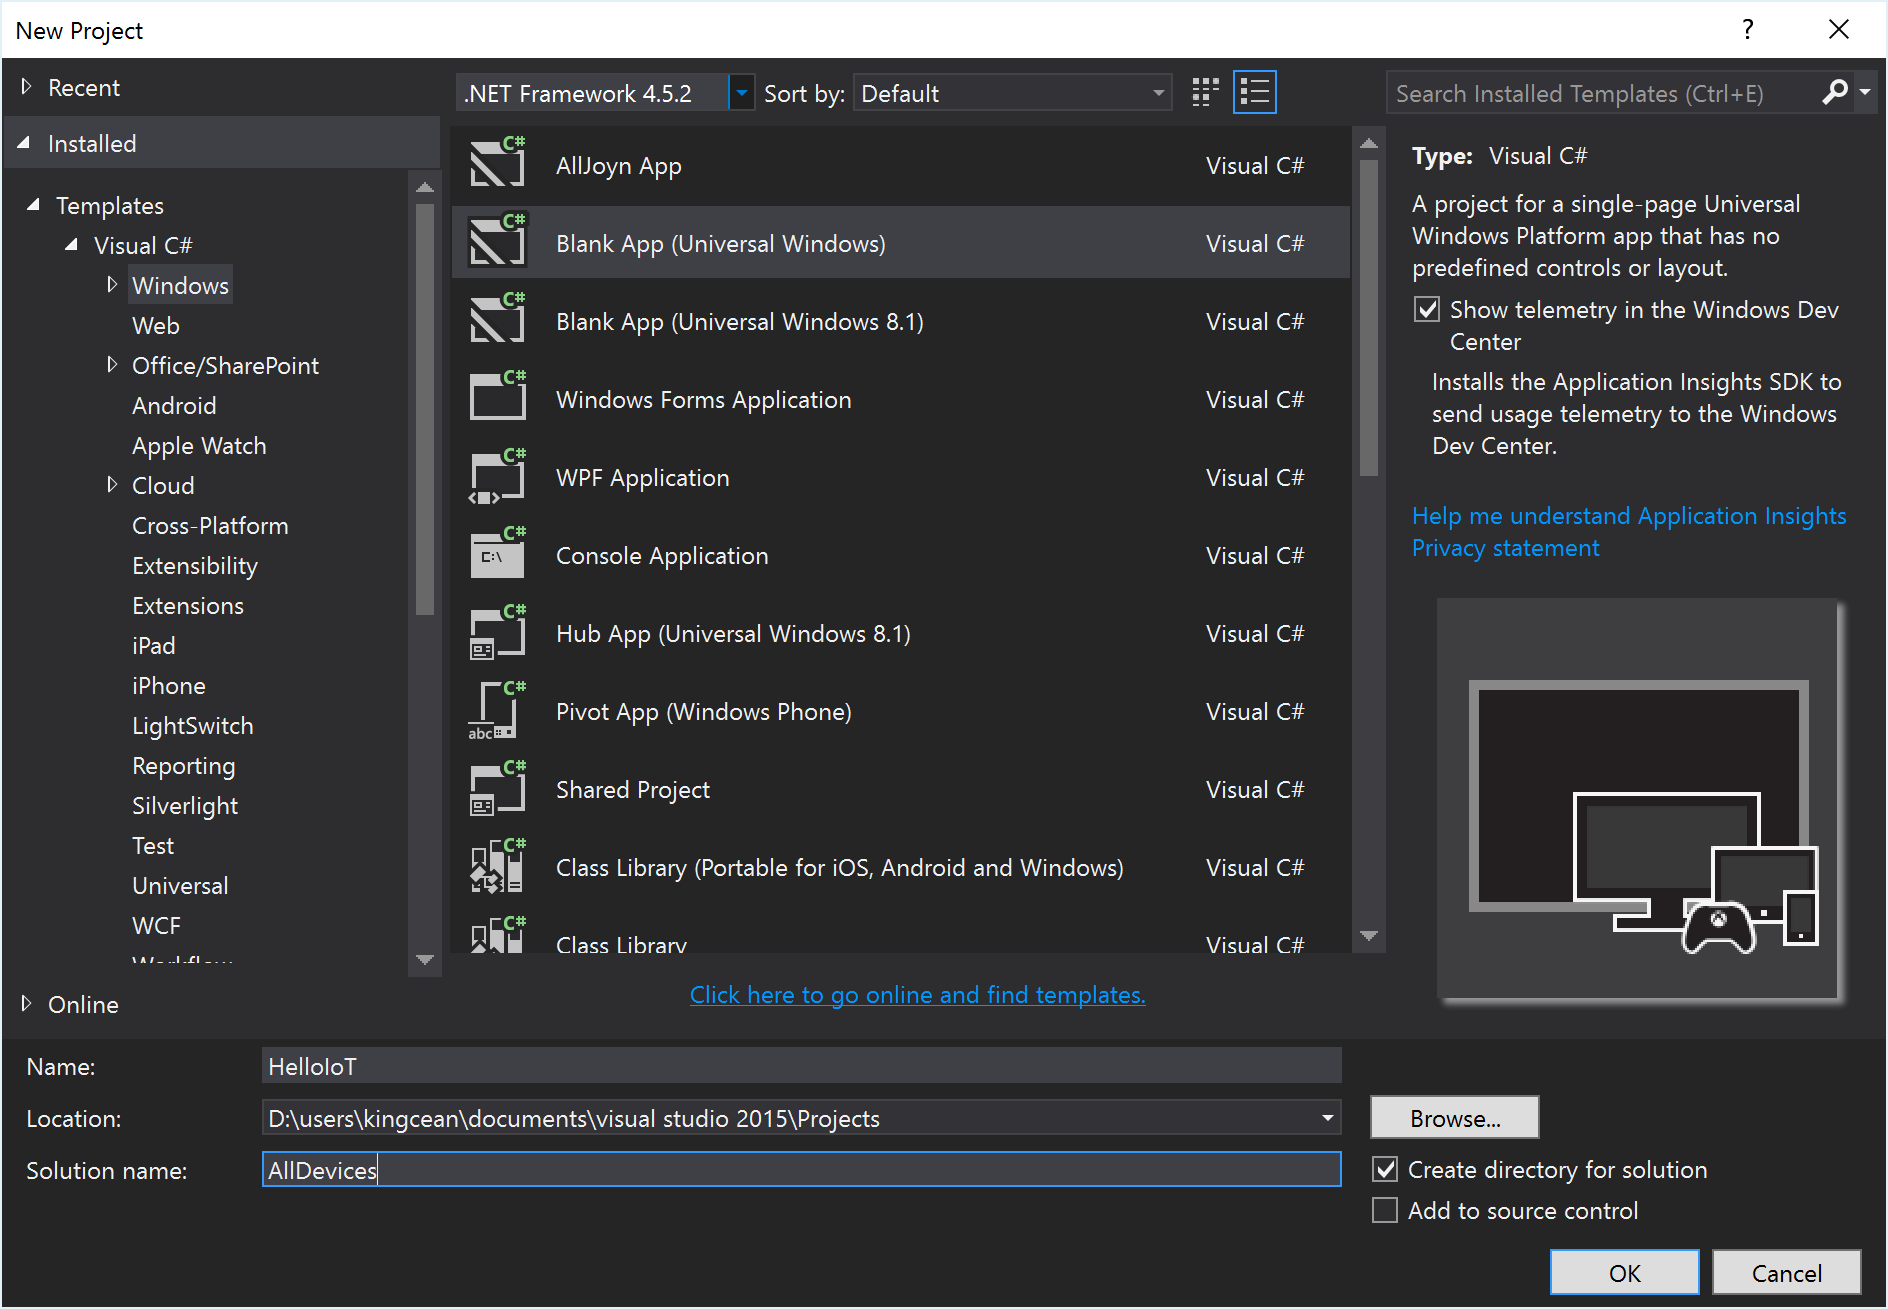 New Project
?
Recent
.NET Framework 4.5.2
Sort by:
Default
Search Installed Templates (Ctrl+E)
Installed
Templates
Visual C#
Windows
Web
Office/SharePoint
Android
Apple Watch
Cloud
Cross-Platform
Extensibility
Extensions
iPad
iPhone
LightSwitch
Reporting
Silverlight
Test
Universal
WCF
Workflow
Online
C#
AllJoyn App
Visual C#
C#
Blank App (Universal Windows)
Visual C#
C#
Blank App (Universal Windows 8.1)
Visual C#
C#
Windows Forms Application
Visual C#
C#
WPF Application
Visual C#
C#
C:\
Console Application
Visual C#
C#
Hub App (Universal Windows 8.1)
Visual C#
C#
abc
Pivot App (Windows Phone)
Visual C#
C#
Shared Project
Visual C#
C#
Class Library (Portable for iOS, Android and Windows)
Visual C#
C#
Class Library
Visual C#
Click here to go online and find templates.
Type: Visual C#
A project for a single-page Universal
Windows Platform app that has no
predefined controls or layout.
Show telemetry in the Windows Dev
Center
Installs the Application Insights SDK to
send usage telemetry to the Windows
Dev Center.
Help me understand Application Insights
Privacy statement
Name:
HelloIoT
Location:
D:\users\kingcean\documents\visual studio 2015\Projects
Browse...
Solution name:
AllDevices
Create directory for solution
Add to source control
OK
Cancel